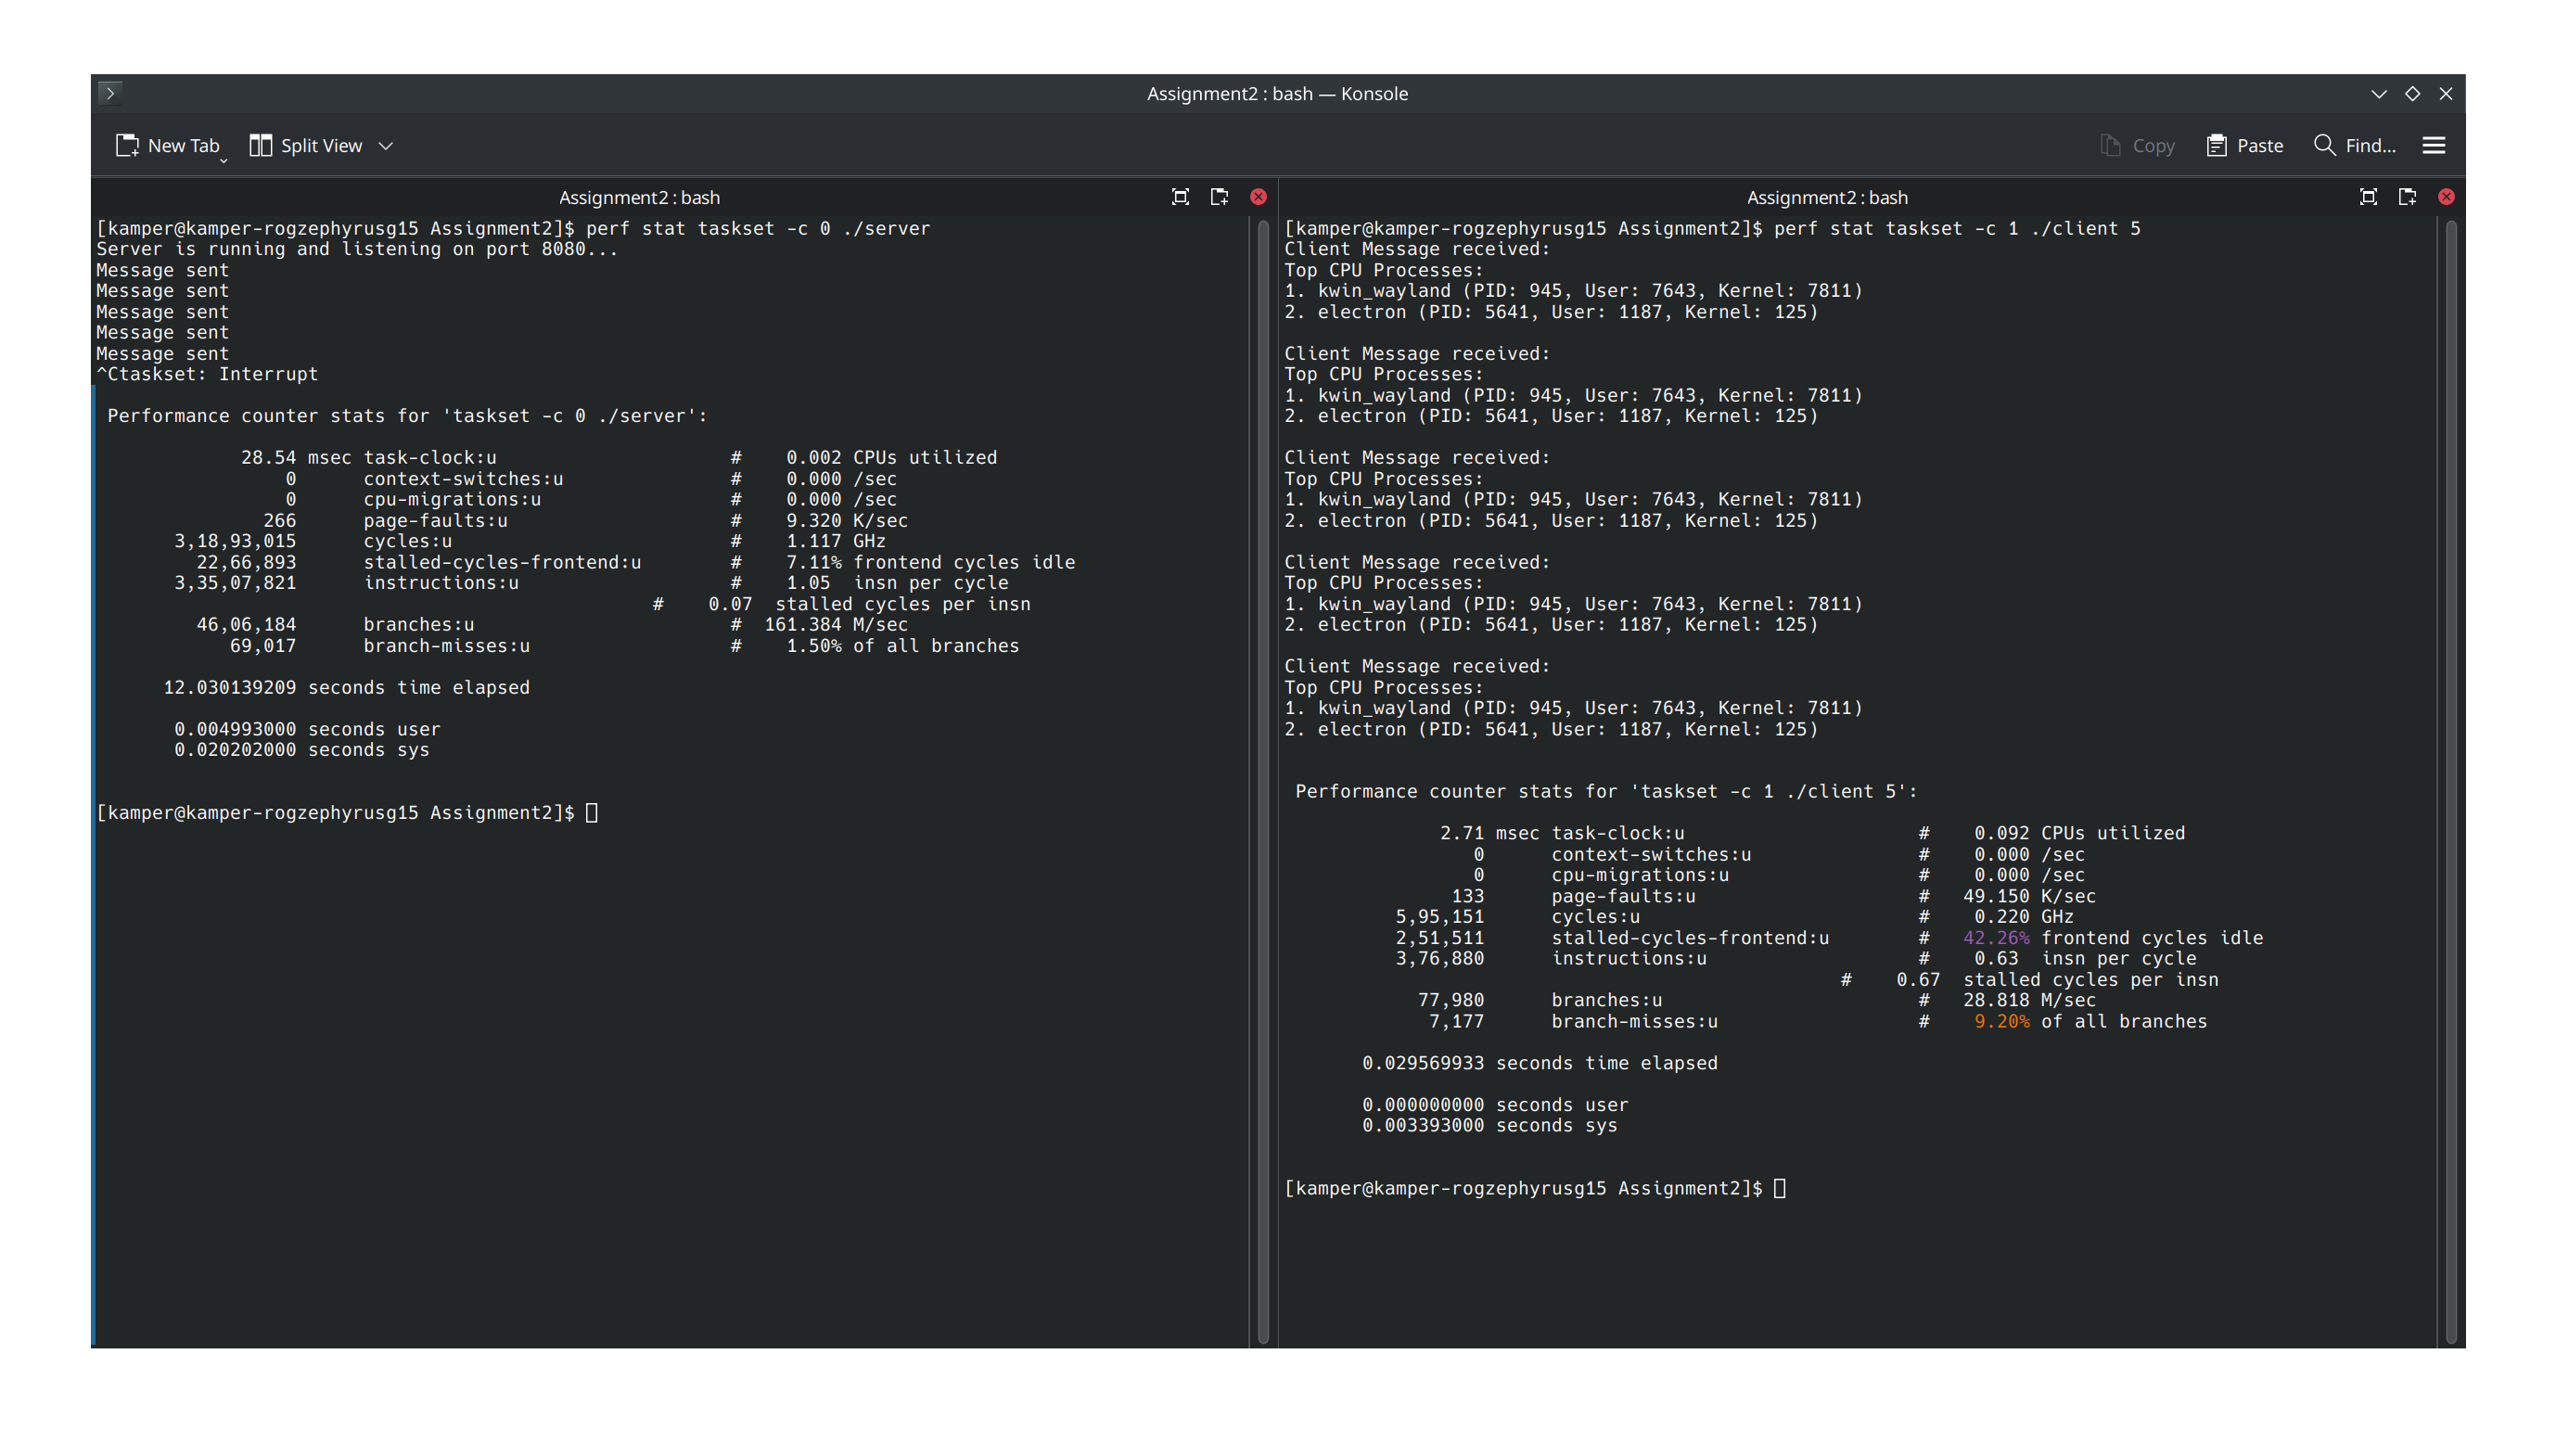 Assignment2 : bash — Konsole
New Tab
Split View
Copy
Paste
Find...
Assignment2 : bash
[kamper@kamper-rogzephyrusg15 Assignment2]$ perf stat taskset -c 0 ./server
Server is running and listening on port 8080...
Message sent
Message sent
Message sent
Message sent
Message sent
^Ctaskset: Interrupt
Performance counter stats for 'taskset -c 0 ./server':
28.54 msec task-clock:u # 0.002 CPUs utilized
0 context-switches:u # 0.000 /sec
0 cpu-migrations:u # 0.000 /sec
266 page-faults:u # 9.320 K/sec
3,18,93,015 cycles:u # 1.117 GHz
22,66,893 stalled-cycles-frontend:u # 7.11% frontend cycles idle
3,35,07,821 instructions:u # 1.05 insn per cycle
# 0.07 stalled cycles per insn
46,06,184 branches:u # 161.384 M/sec
69,017 branch-misses:u # 1.50% of all branches
12.030139209 seconds time elapsed
0.004993000 seconds user
0.020202000 seconds sys
[kamper@kamper-rogzephyrusg15 Assignment2]$
Assignment2 : bash
[kamper@kamper-rogzephyrusg15 Assignment2]$ perf stat taskset -c 1 ./client 5
Client Message received:
Top CPU Processes:
1. kwin_wayland (PID: 945, User: 7643, Kernel: 7811)
2. electron (PID: 5641, User: 1187, Kernel: 125)
Client Message received:
Top CPU Processes:
1. kwin_wayland (PID: 945, User: 7643, Kernel: 7811)
2. electron (PID: 5641, User: 1187, Kernel: 125)
Client Message received:
Top CPU Processes:
1. kwin_wayland (PID: 945, User: 7643, Kernel: 7811)
2. electron (PID: 5641, User: 1187, Kernel: 125)
Client Message received:
Top CPU Processes:
1. kwin_wayland (PID: 945, User: 7643, Kernel: 7811)
2. electron (PID: 5641, User: 1187, Kernel: 125)
Client Message received:
Top CPU Processes:
1. kwin_wayland (PID: 945, User: 7643, Kernel: 7811)
2. electron (PID: 5641, User: 1187, Kernel: 125)
Performance counter stats for 'taskset -c 1 ./client 5':
2.71 msec task-clock:u # 0.092 CPUs utilized
0 context-switches:u # 0.000 /sec
0 cpu-migrations:u # 0.000 /sec
133 page-faults:u # 49.150 K/sec
5,95,151 cycles:u # 0.220 GHz
2,51,511 stalled-cycles-frontend:u # 42.26% frontend cycles idle
3,76,880 instructions:u # 0.63 insn per cycle
# 0.67 stalled cycles per insn
77,980 branches:u # 28.818 M/sec
7,177 branch-misses:u # 9.20% of all branches
0.029569933 seconds time elapsed
0.000000000 seconds user
0.003393000 seconds sys
[kamper@kamper-rogzephyrusg15 Assignment2]$